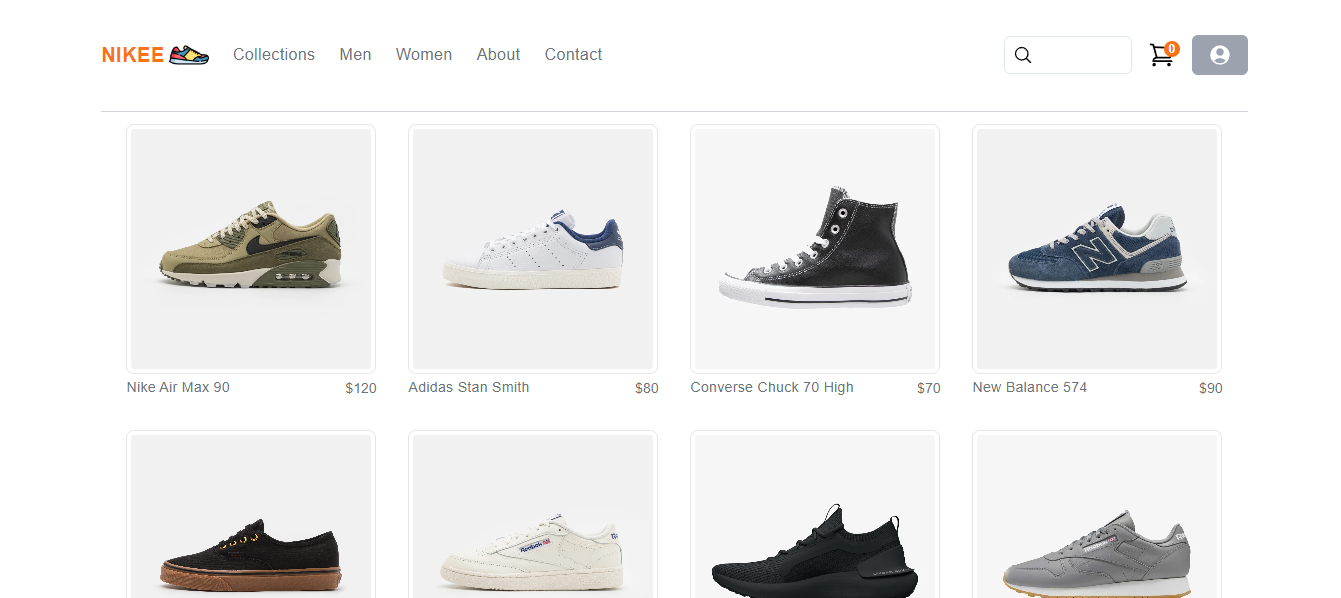 NIKEE Collections Men Women About Contact 0
Nike Air Max 90 $120
Adidas Stan Smith $80
Converse Chuck 70 High $70
New Balance 574 $90
Reebok